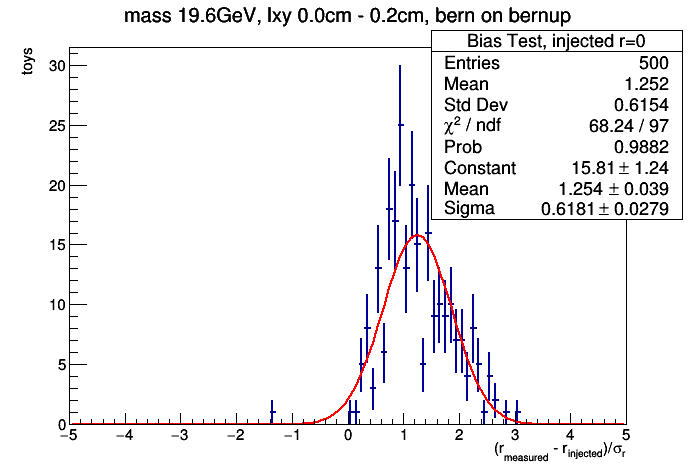 mass 19.6GeV, lxy 0.0cm - 0.2cm, bern on bernup
toys
Bias Test, injected r=0
Entries 500
Mean 1.252
Std Dev 0.6154
χ² / ndf 68.24 / 97
Prob 0.9882
Constant 15.81 ± 1.24
Mean 1.254 ± 0.039
Sigma 0.6181 ± 0.0279
30
25
20
15
10
5
0
−5 −4 −3 −2 −1 0 1 2 3 4 5
(r_measured - r_injected)/σ_r